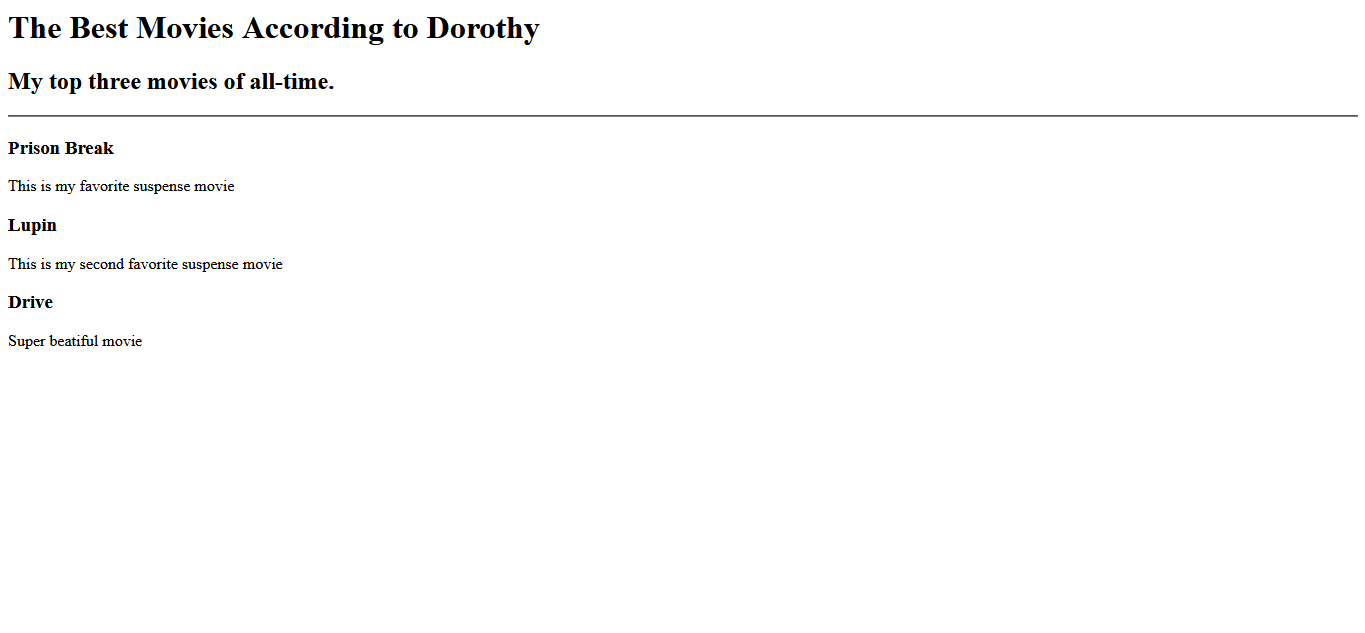 The Best Movies According to Dorothy
My top three movies of all-time.
Prison Break
This is my favorite suspense movie
Lupin
This is my second favorite suspense movie
Drive
Super beatiful movie